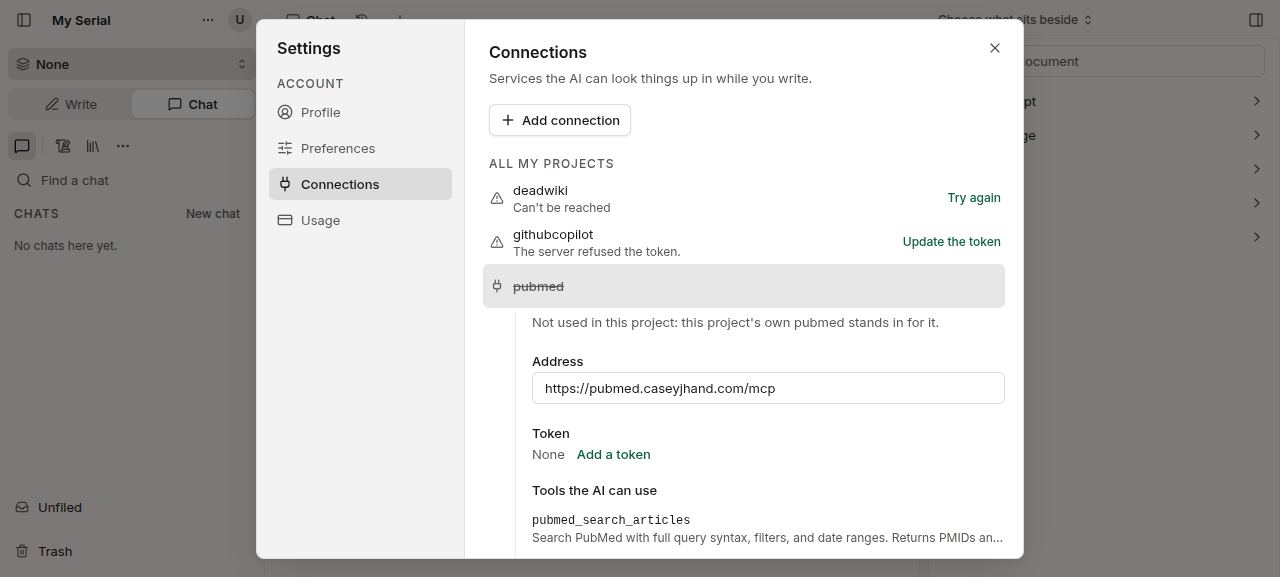 My Serial
U
None
Write
Chat
Find a chat
CHATS
New chat
No chats here yet.
Unfiled
Trash
Chat
Choose what sits beside
Settings
ACCOUNT
Profile
Preferences
Connections
Usage
Connections
Services the AI can look things up in while you write.
Add connection
ALL MY PROJECTS
deadwiki
Can't be reached
Try again
githubcopilot
The server refused the token.
Update the token
pubmed
Not used in this project: this project's own pubmed stands in for it.
Address
https://pubmed.caseyjhand.com/mcp
Token
None
Add a token
Tools the AI can use
pubmed_search_articles
Search PubMed with full query syntax, filters, and date ranges. Returns PMIDs an...